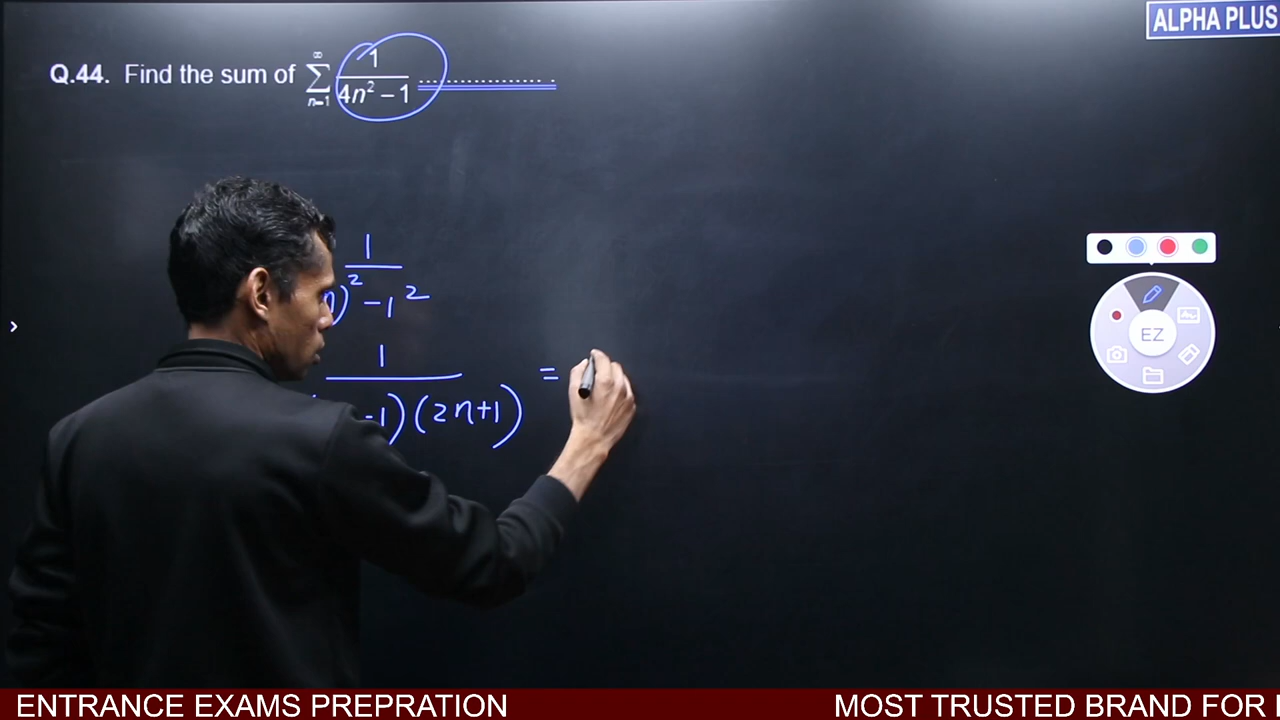 ALPHA PLUS
Q.44. Find the sum of ∞ ∑ n=1 1 / 4n² − 1 ..................
1
)² − 1²
1 =
−1)(2n+1)
EZ
ENTRANCE EXAMS PREPRATION MOST TRUSTED BRAND FOR